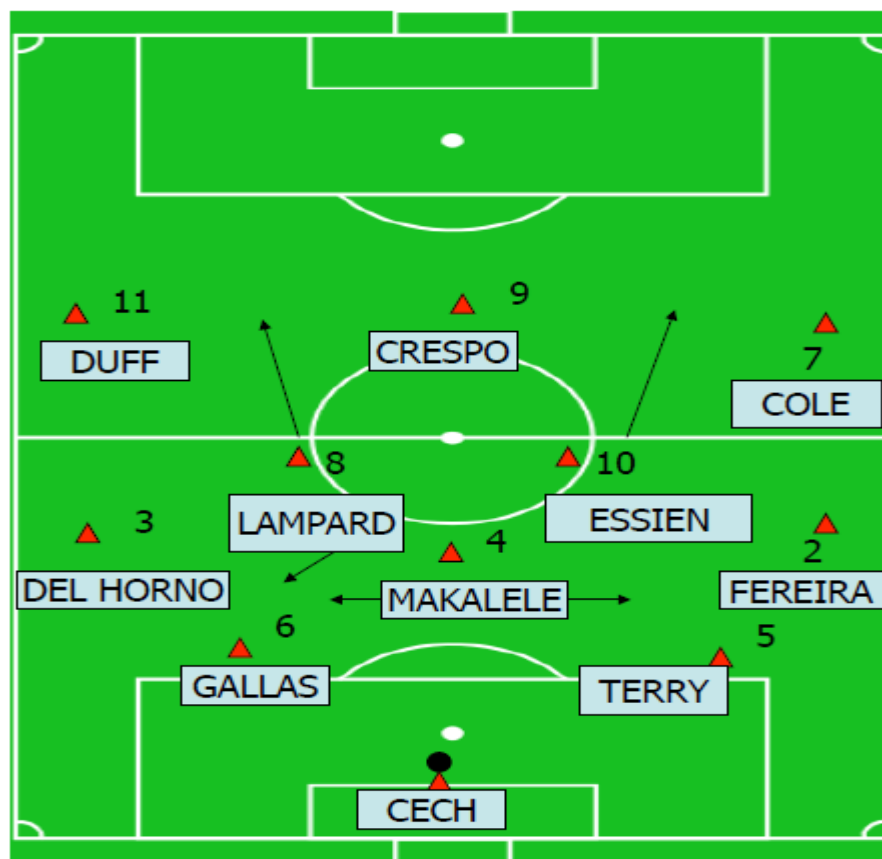 11
9
DUFF
CRESPO
7
COLE
8
10
LAMPARD
ESSIEN
3
4
2
DEL HORNO
MAKALELE
FEREIRA
6
5
GALLAS
TERRY
CECH